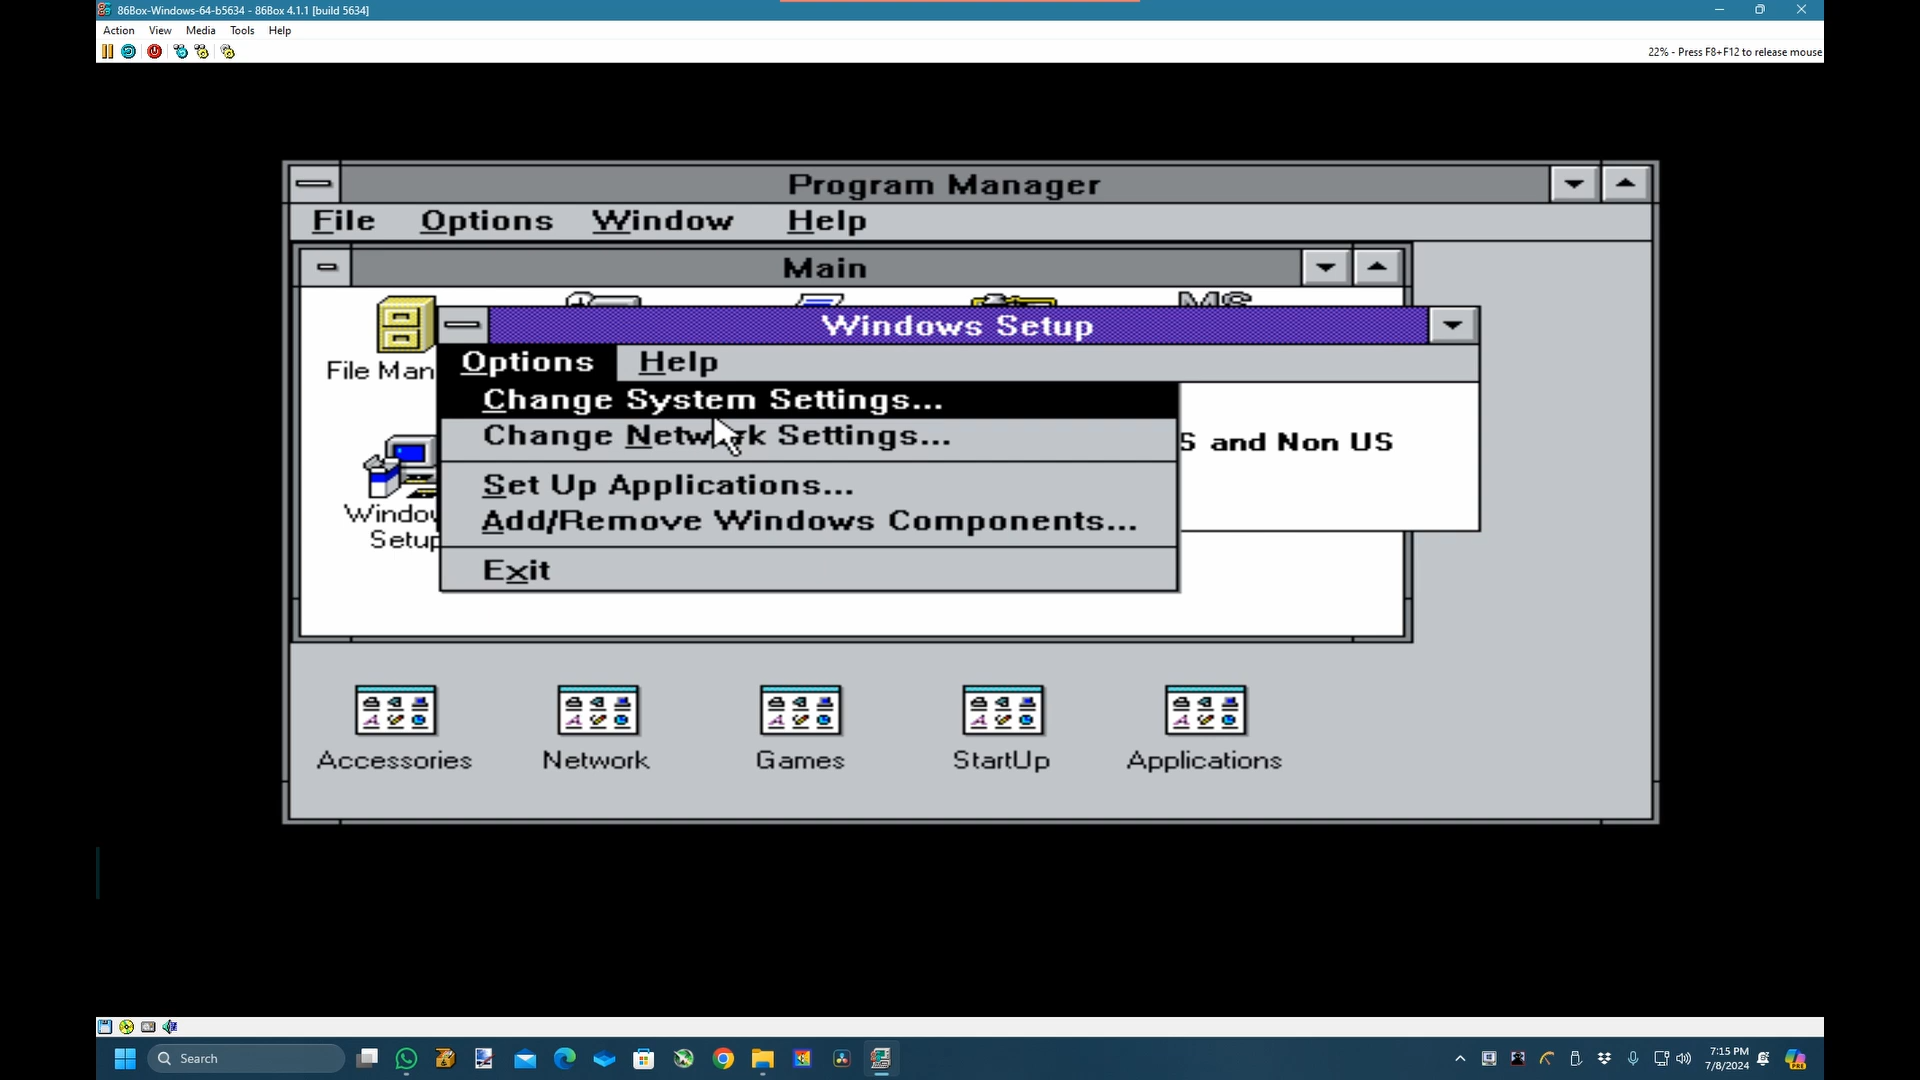 86Box-Windows-64-b5634 - 86Box 4.1.1 [build 5634]
Action View Media Tools Help
22% - Press F8+F12 to release mouse
Program Manager
File Options Window Help
Main
MS
Windows Setup
Options Help
File Man
Change System Settings...
Change Network Settings...
S and Non US
Set Up Applications...
Add/Remove Windows Components...
Window
Setup
Exit
Accessories Network Games StartUp Applications
Search
7:15 PM
7/8/2024
PRE